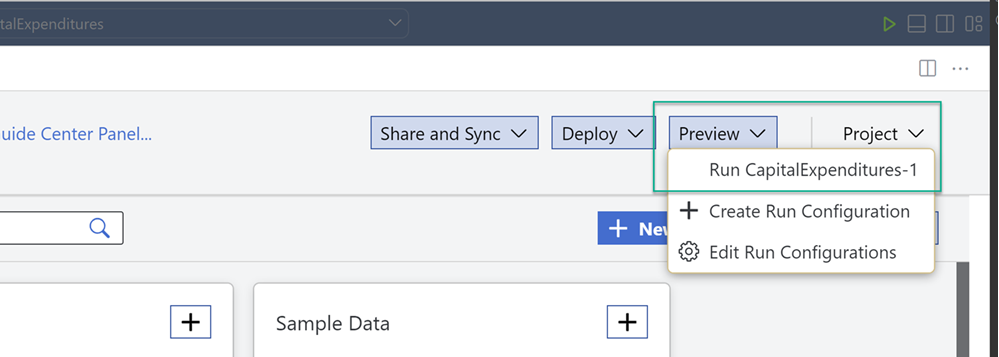 talExpenditures
uide Center Panel...
Share and Sync
Deploy
Preview
Project
Run CapitalExpenditures-1
Create Run Configuration
Edit Run Configurations
+ New
Sample Data